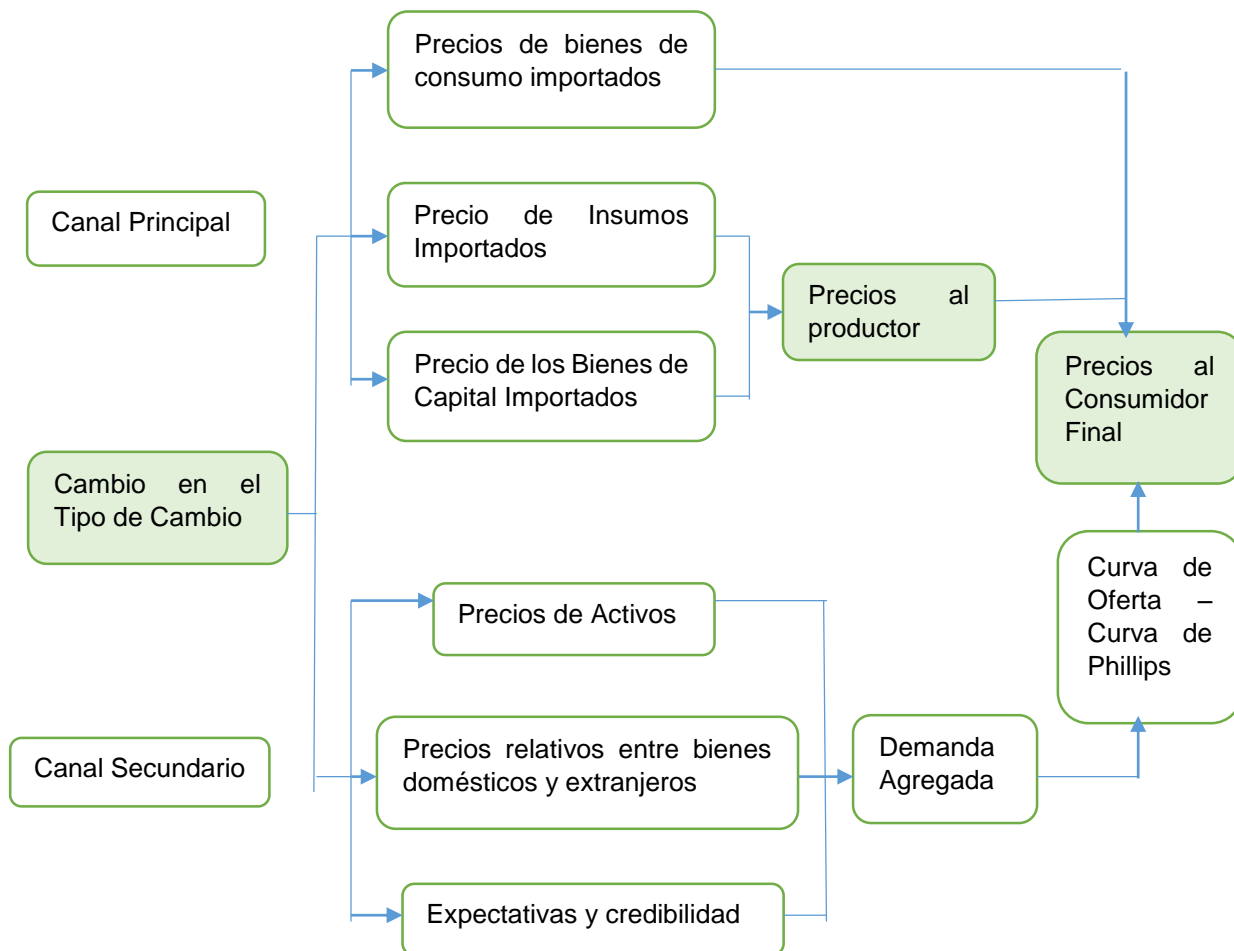 Precios de bienes de
consumo importados
Canal Principal
Precio de Insumos
Importados
Precios al
productor
Precio de los Bienes de
Capital Importados
Precios al
Consumidor
Final
Cambio en el
Tipo de Cambio
Curva de
Oferta –
Curva de
Phillips
Precios de Activos
Canal Secundario
Precios relativos entre bienes
domésticos y extranjeros
Demanda
Agregada
Expectativas y credibilidad